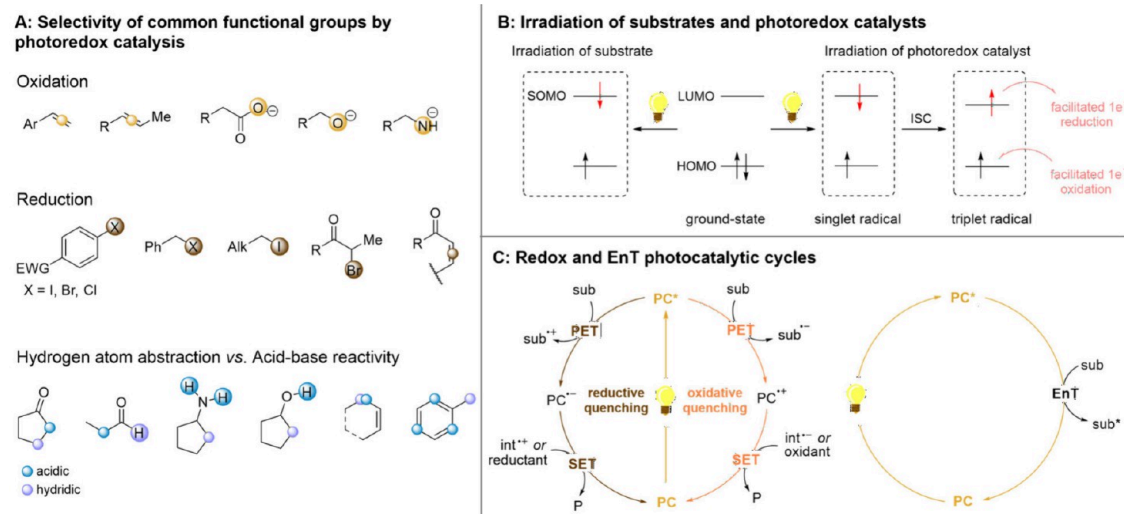 A: Selectivity of common functional groups by
photoredox catalysis
Oxidation
Ar
R
Me
R
O
O
⊖
R
O
⊖
R
NH
⊖
Reduction
X
EWG
X = I, Br, Cl
Ph
X
Alk
I
O
R
Me
Br
O
R
Hydrogen atom abstraction vs. Acid-base reactivity
O
O
H
H
N
H
O
H
acidic
hydridic
B: Irradiation of substrates and photoredox catalysts
Irradiation of substrate
Irradiation of photoredox catalyst
SOMO
LUMO
HOMO
ISC
facilitated 1e⁻
reduction
facilitated 1e⁻
oxidation
ground-state
singlet radical
triplet radical
C: Redox and EnT photocatalytic cycles
sub
PC*
sub
PET
PET
sub•+
sub•−
PC•−
reductive
quenching
oxidative
quenching
PC•+
int•+ or
reductant
int•− or
oxidant
SET
SET
P
PC
P
PC*
sub
EnT
sub*
PC